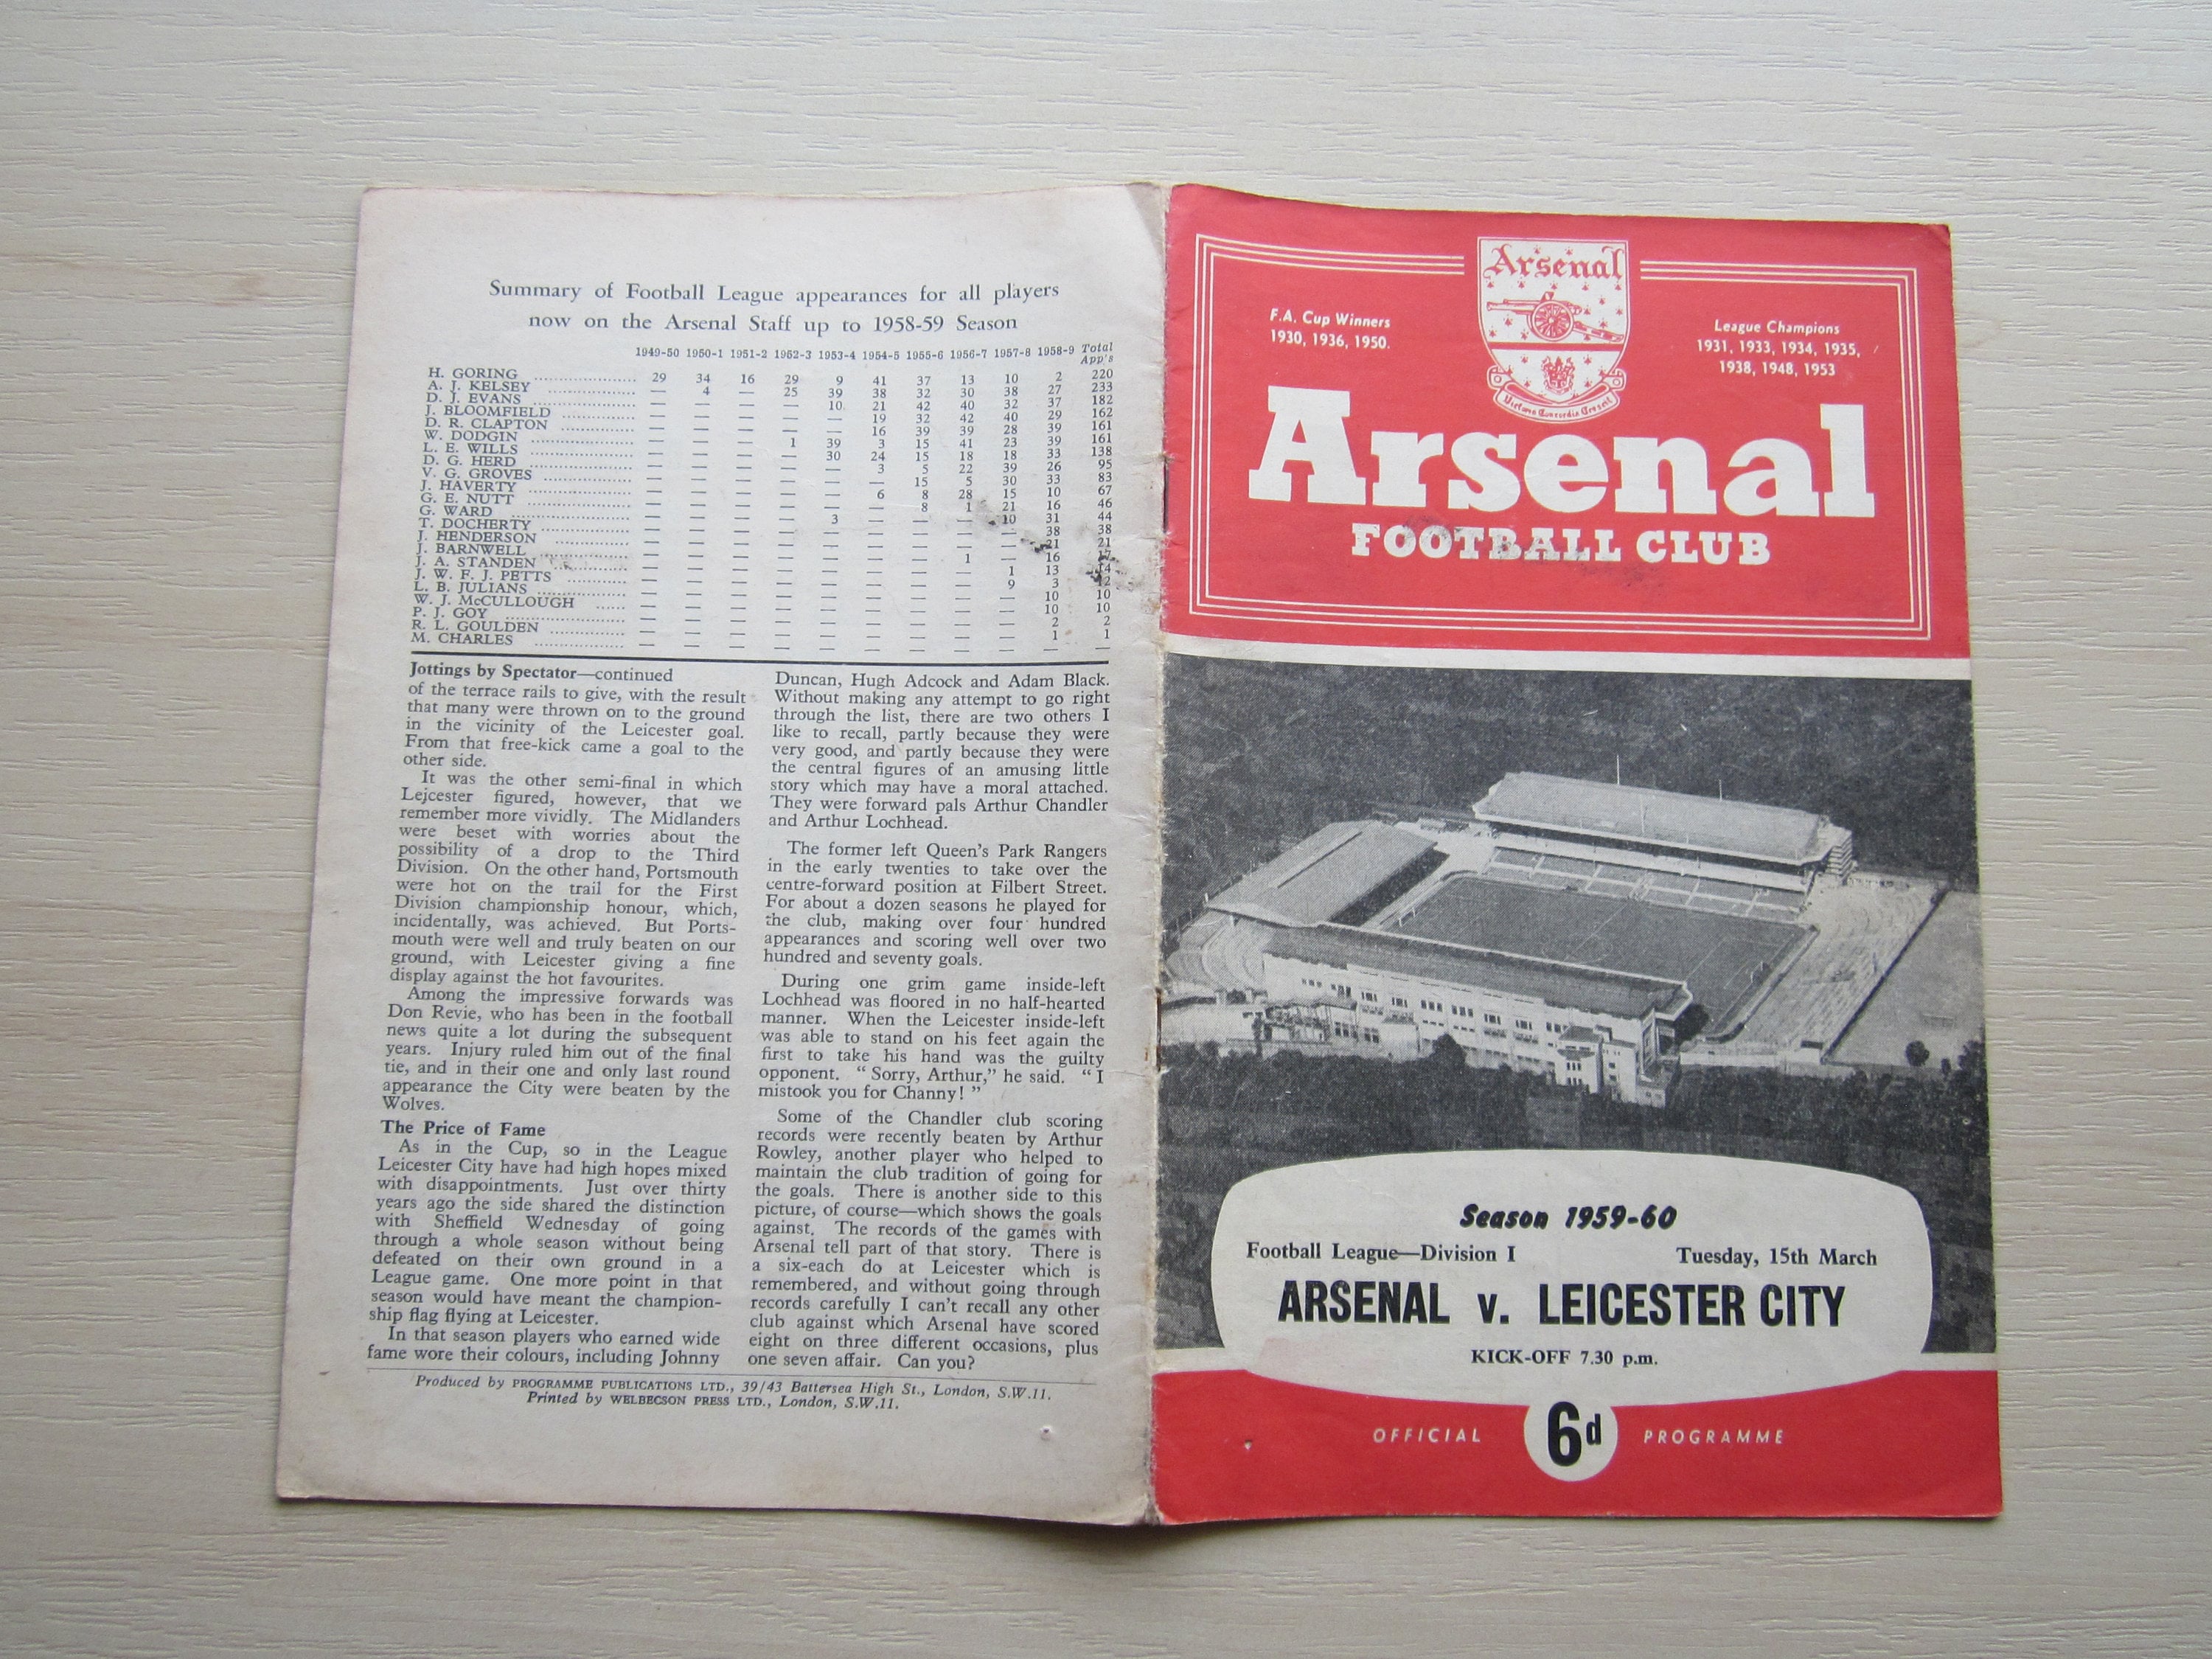 Summary of Football League appearances for all players
now on the Arsenal Staff up to 1958-59 Season
1949-50 1950-1 1951-2 1952-3 1953-4 1954-5 1955-6 1956-7 1957-8 1958-9 Total App's
H. GORING 29 34 16 29 9 41 37 13 10 2 220
A. J. KELSEY — 4 — 25 39 38 32 30 38 27 233
D. J. EVANS — — — — 10 21 42 40 32 37 182
J. BLOOMFIELD — — — — — 19 32 42 40 29 162
D. R. CLAPTON — — — — — 16 39 39 28 39 161
W. DODGIN — — — 1 39 3 15 41 23 39 161
L. E. WILLS — — — — 30 24 15 18 18 33 138
D. G. HERD — — — — — 3 5 22 39 26 95
V. G. GROVES — — — — — — 15 5 30 33 83
J. HAVERTY — — — — — 6 8 28 15 10 67
G. E. NUTT — — — — — — 8 1 21 16 46
G. WARD — — — — 3 — — — 10 31 44
T. DOCHERTY — — — — — — — — — 38 38
J. HENDERSON — — — — — — — — — 21 21
J. BARNWELL — — — — — — — 1 — 16 17
J. A. STANDEN — — — — — — — — 1 13 14
J. W. F. J. PETTS — — — — — — — — 9 3 12
L. B. JULIANS — — — — — — — — — 10 10
W. J. McCULLOUGH — — — — — — — — — 10 10
P. J. GOY — — — — — — — — — 2 2
R. L. GOULDEN — — — — — — — — — 1 1
M. CHARLES — — — — — — — — — — —
Jottings by Spectator—continued
of the terrace rails to give, with the result
that many were thrown on to the ground
in the vicinity of the Leicester goal.
From that free-kick came a goal to the
other side.
It was the other semi-final in which
Leicester figured, however, that we
remember more vividly. The Midlanders
were beset with worries about the
possibility of a drop to the Third
Division. On the other hand, Portsmouth
were hot on the trail for the First
Division championship honour, which,
incidentally, was achieved. But Ports-
mouth were well and truly beaten on our
ground, with Leicester giving a fine
display against the hot favourites.
Among the impressive forwards was
Don Revie, who has been in the football
news quite a lot during the subsequent
years. Injury ruled him out of the final
tie, and in their one and only last round
appearance the City were beaten by the
Wolves.
The Price of Fame
As in the Cup, so in the League
Leicester City have had high hopes mixed
with disappointments. Just over thirty
years ago the side shared the distinction
with Sheffield Wednesday of going
through a whole season without being
defeated on their own ground in a
League game. One more point in that
season would have meant the champion-
ship flag flying at Leicester.
In that season players who earned wide
fame wore their colours, including Johnny
Duncan, Hugh Adcock and Adam Black.
Without making any attempt to go right
through the list, there are two others I
like to recall, partly because they were
very good, and partly because they were
the central figures of an amusing little
story which may have a moral attached.
They were forward pals Arthur Chandler
and Arthur Lochhead.
The former left Queen's Park Rangers
in the early twenties to take over the
centre-forward position at Filbert Street.
For about a dozen seasons he played for
the club, making over four hundred
appearances and scoring well over two
hundred and seventy goals.
During one grim game inside-left
Lochhead was floored in no half-hearted
manner. When the Leicester inside-left
was able to stand on his feet again the
first to take his hand was the guilty
opponent. "Sorry, Arthur," he said. "I
mistook you for Channy!"
Some of the Chandler club scoring
records were recently beaten by Arthur
Rowley, another player who helped to
maintain the club tradition of going for
the goals. There is another side to this
picture, of course—which shows the goals
against. The records of the games with
Arsenal tell part of that story. There is
a six-each do at Leicester which is
remembered, and without going through
records carefully I can't recall any other
club against which Arsenal have scored
eight on three different occasions, plus
one seven affair. Can you?
Produced by PROGRAMME PUBLICATIONS LTD., 39/43 Battersea High St., London, S.W.11.
Printed by WELBECSON PRESS LTD., London, S.W.11.
Arsenal
Victoria Concordia Crescit
F.A. Cup Winners
1930, 1936, 1950.
League Champions
1931, 1933, 1934, 1935,
1938, 1948, 1953
Arsenal
FOOTBALL CLUB
Season 1959-60
Football League—Division I Tuesday, 15th March
ARSENAL v. LEICESTER CITY
KICK-OFF 7.30 p.m.
OFFICIAL 6d PROGRAMME